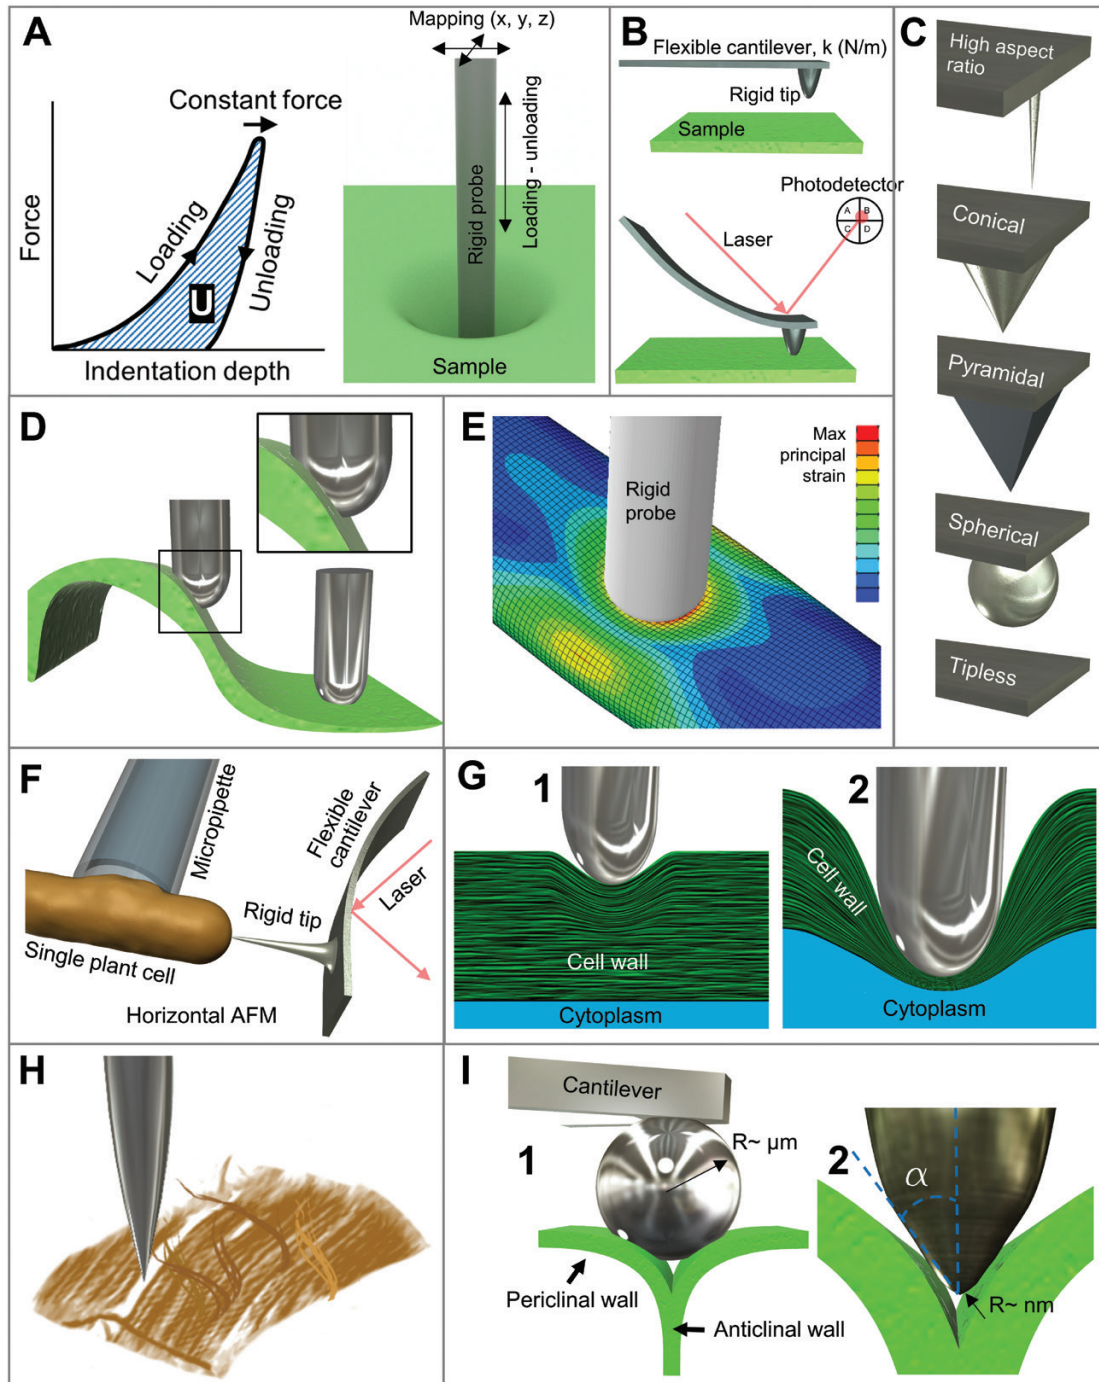 A
Mapping (x, y, z)
Constant force
Force
Loading
Unloading
U
Indentation depth
Rigid probe
Loading - unloading
Sample
B
Flexible cantilever, k (N/m)
Rigid tip
Sample
Photodetector
A B
C D
Laser
C
High aspect
ratio
Conical
Pyramidal
Spherical
Tipless
D
E
Max
principal
strain
Rigid
probe
F
Micropipette
Flexible
cantilever
Laser
Rigid tip
Single plant cell
Horizontal AFM
G
1
Cell wall
Cytoplasm
2
Cell wall
Cytoplasm
H
I
Cantilever
1
R~ μm
Periclinal wall
Anticlinal wall
2
α
R~ nm